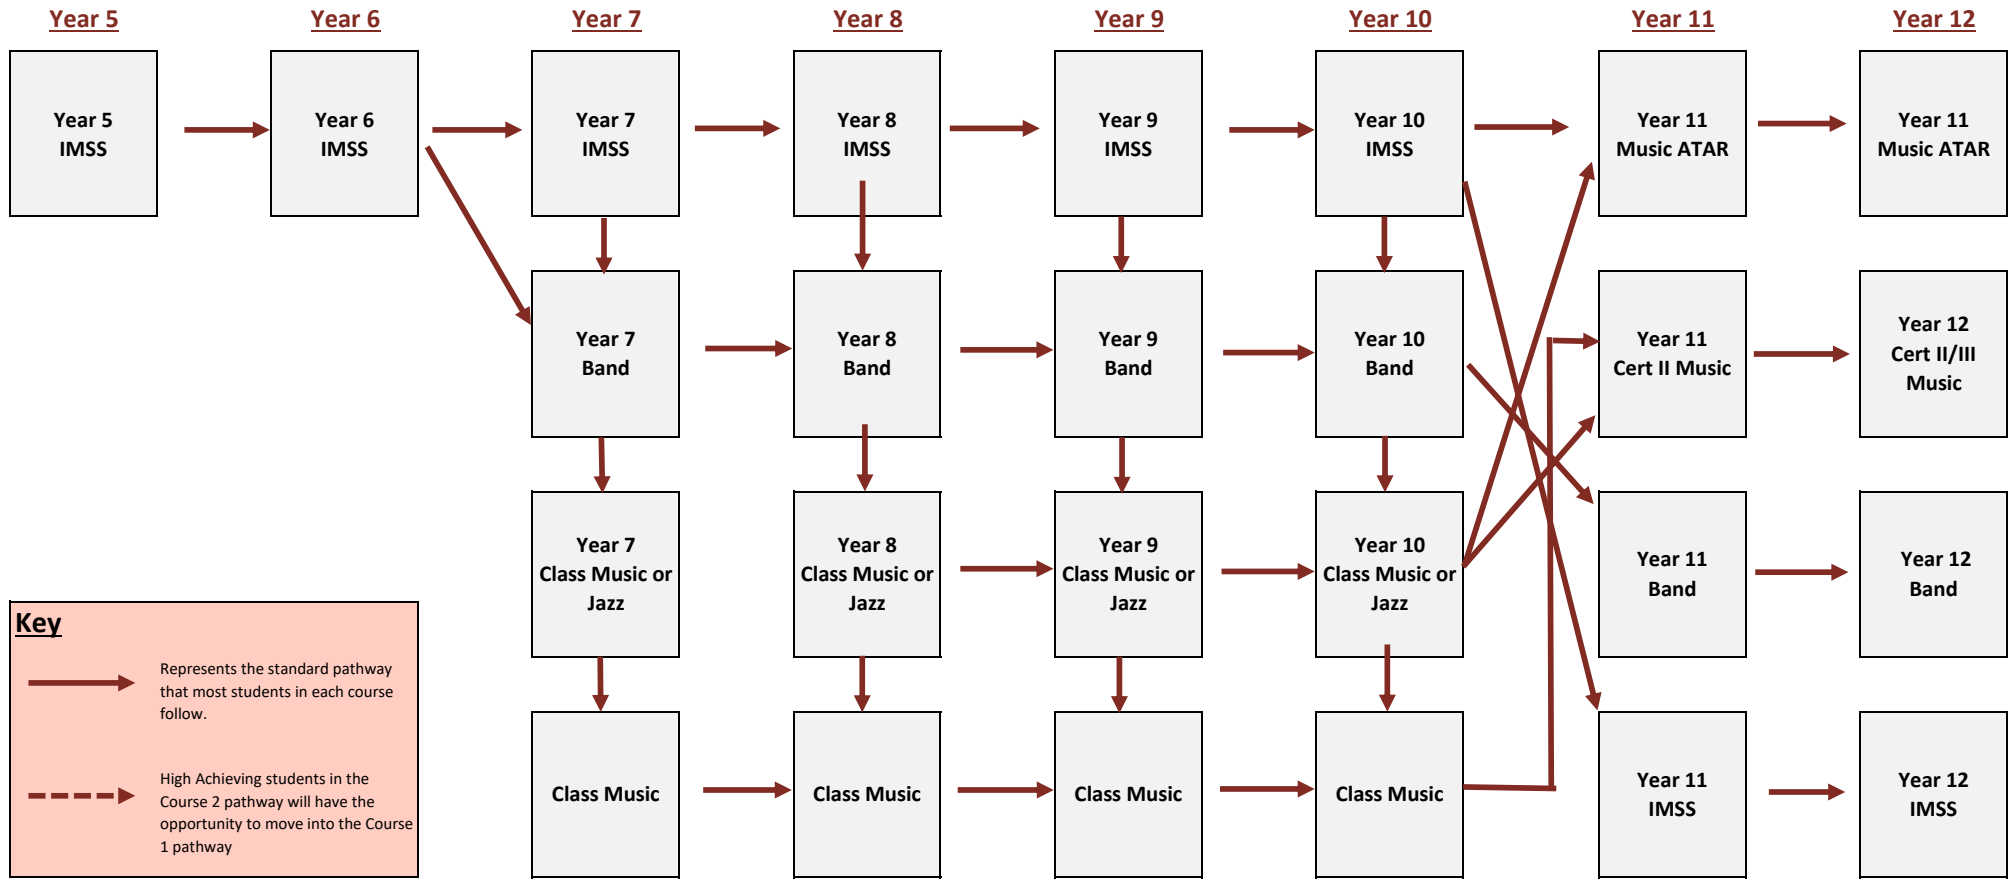 Year 5
Year 6
Year 7
Year 8
Year 9
Year 10
Year 11
Year 12
Year 5
IMSS
Year 6
IMSS
Year 7
IMSS
Year 8
IMSS
Year 9
IMSS
Year 10
IMSS
Year 11
Music ATAR
Year 11
Music ATAR
Year 7
Band
Year 8
Band
Year 9
Band
Year 10
Band
Year 11
Cert II Music
Year 12
Cert II/III
Music
Year 7
Class Music or
Jazz
Year 8
Class Music or
Jazz
Year 9
Class Music or
Jazz
Year 10
Class Music or
Jazz
Year 11
Band
Year 12
Band
Class Music
Class Music
Class Music
Class Music
Year 11
IMSS
Year 12
IMSS
Key
Represents the standard pathway
that most students in each course
follow.
High Achieving students in the
Course 2 pathway will have the
opportunity to move into the Course
1 pathway